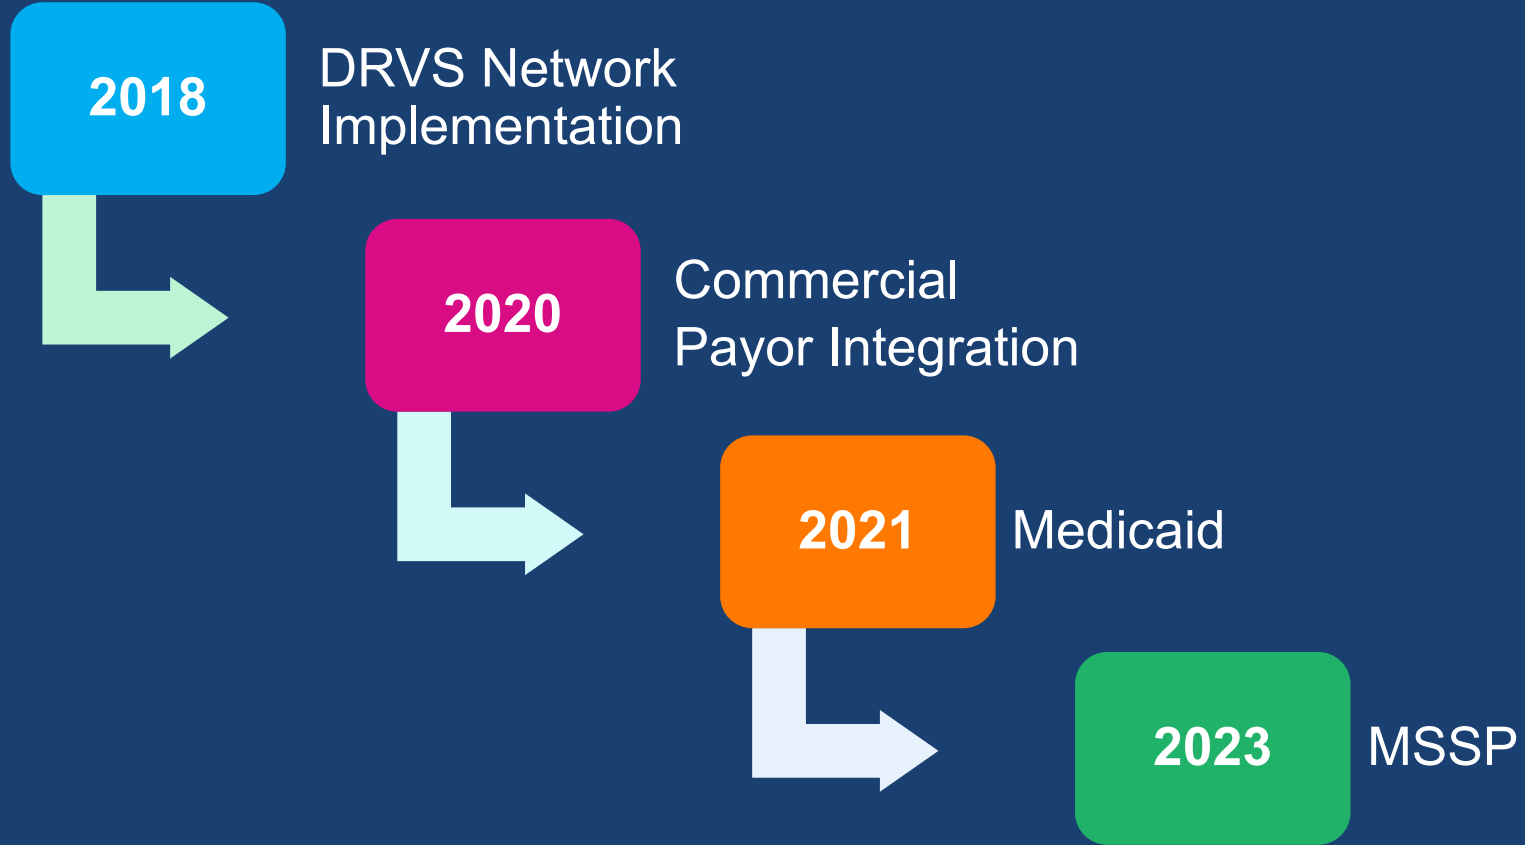 2018
DRVS Network
Implementation
2020
Commercial
Payor Integration
2021
Medicaid
2023
MSSP